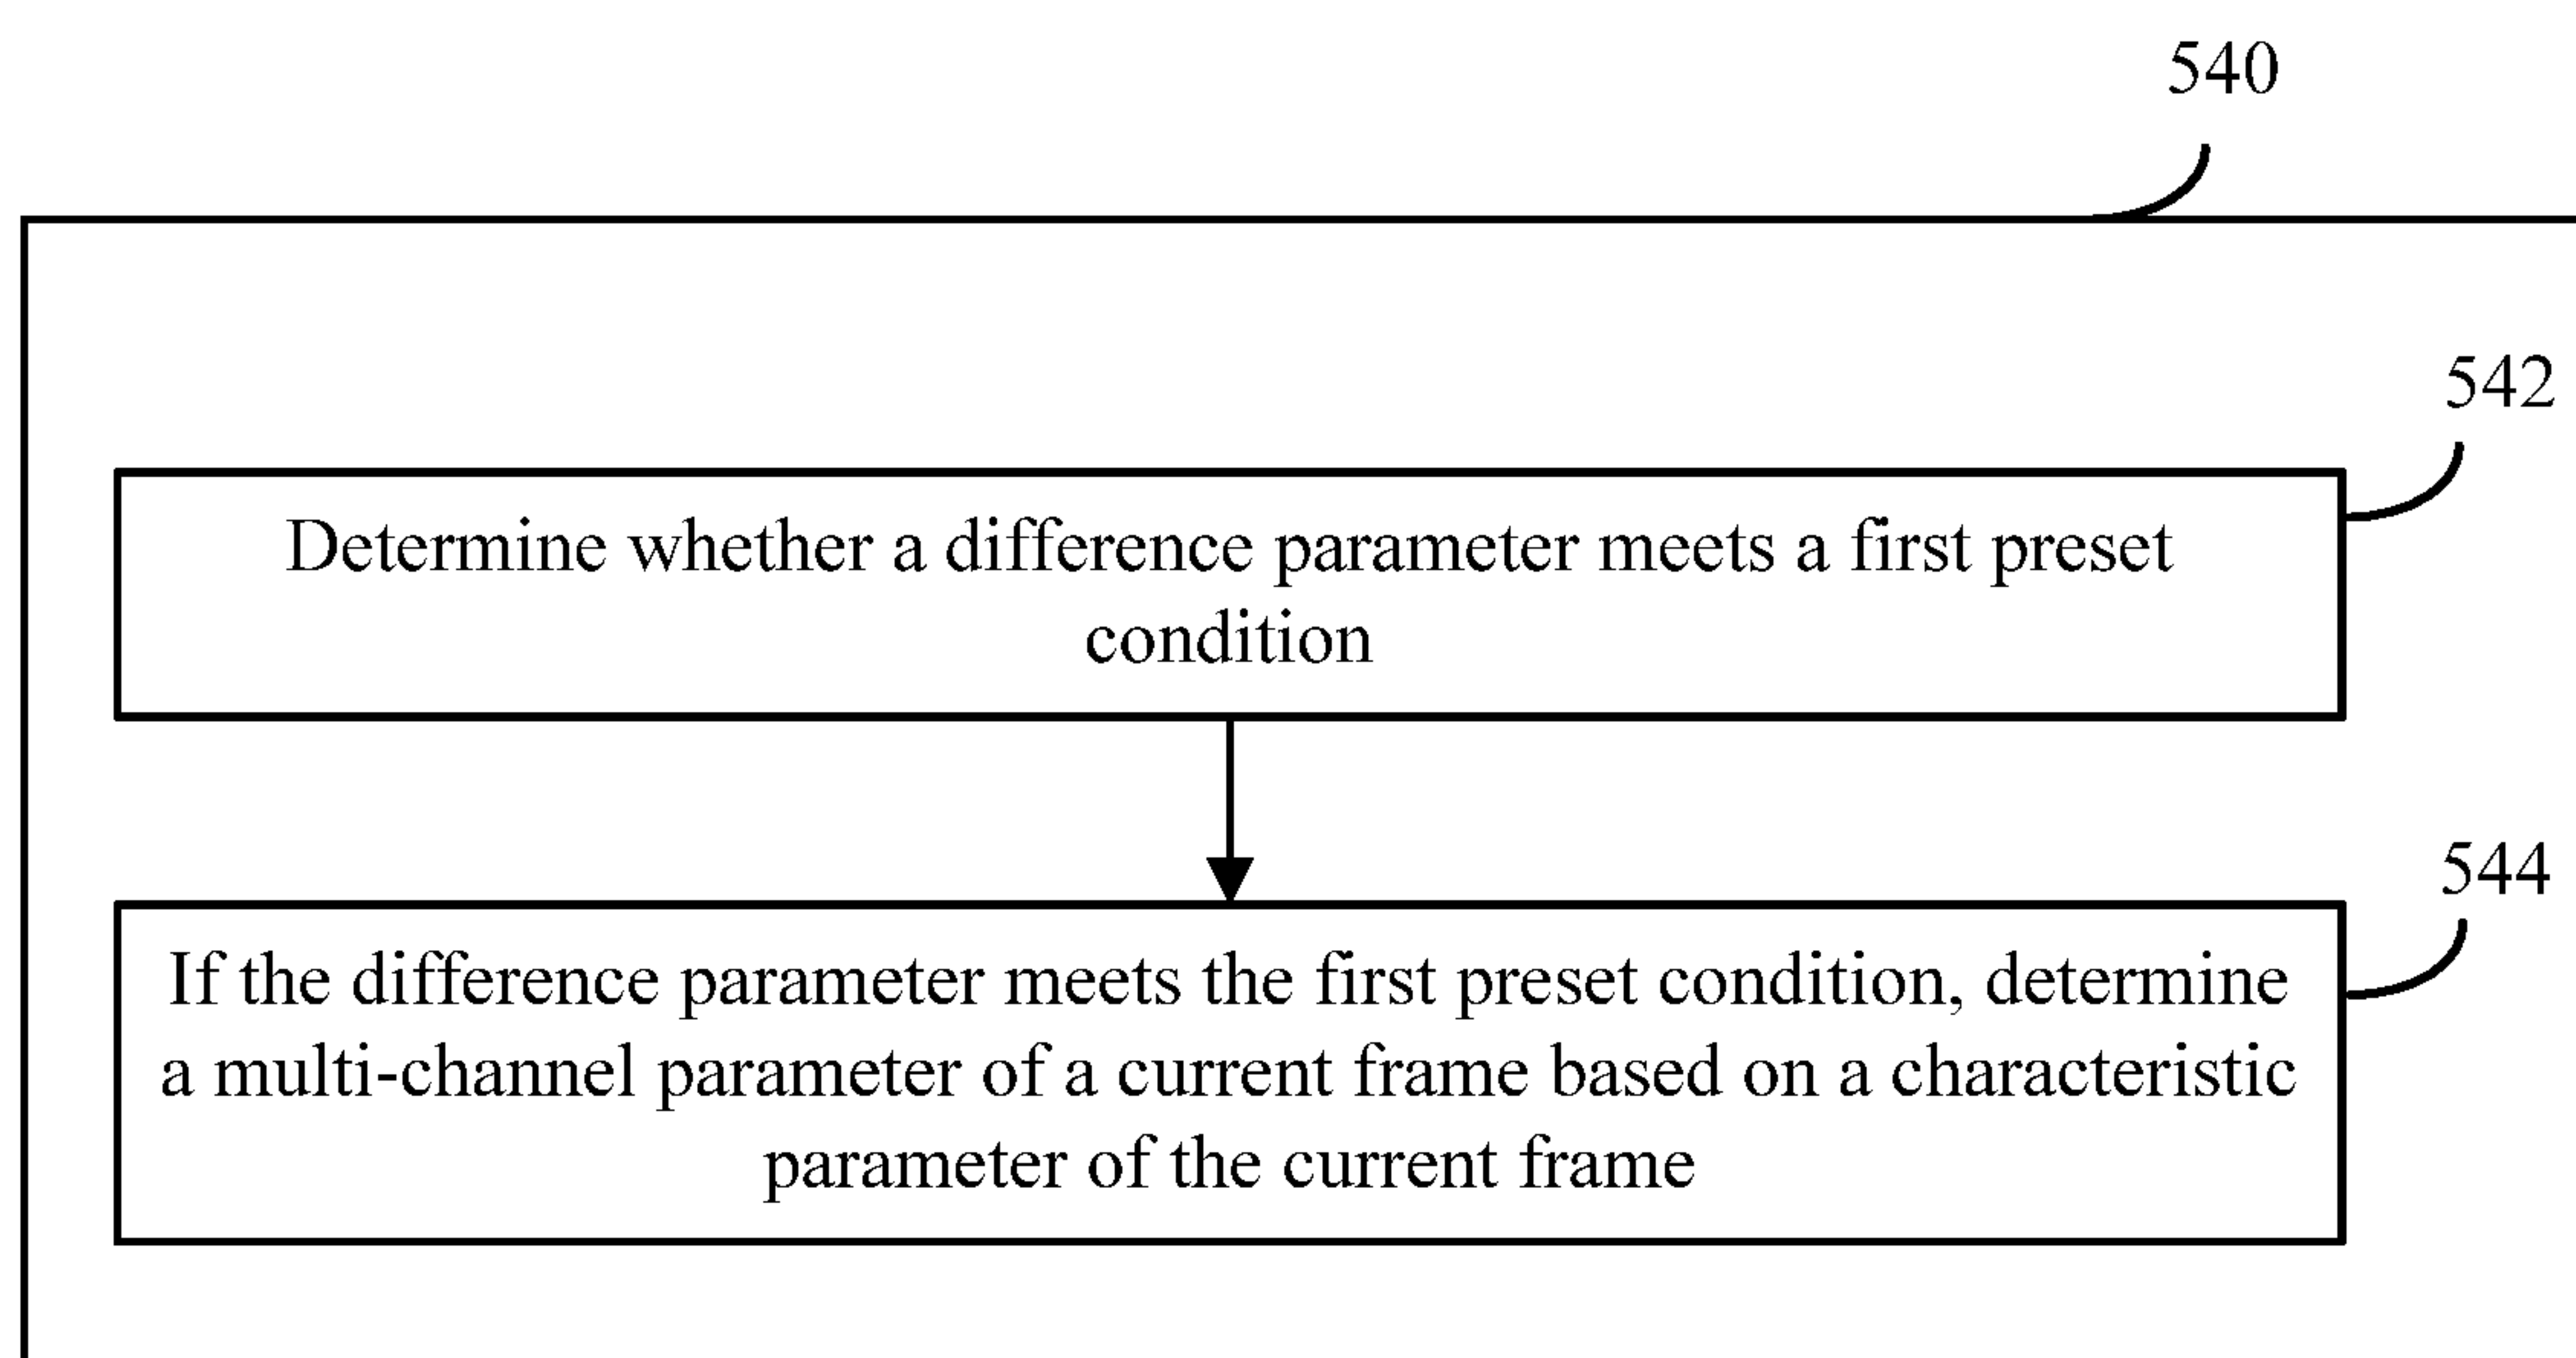 540
542
Determine whether a difference parameter meets a first preset
condition
544
If the difference parameter meets the first preset condition, determine
a multi-channel parameter of a current frame based on a characteristic
parameter of the current frame